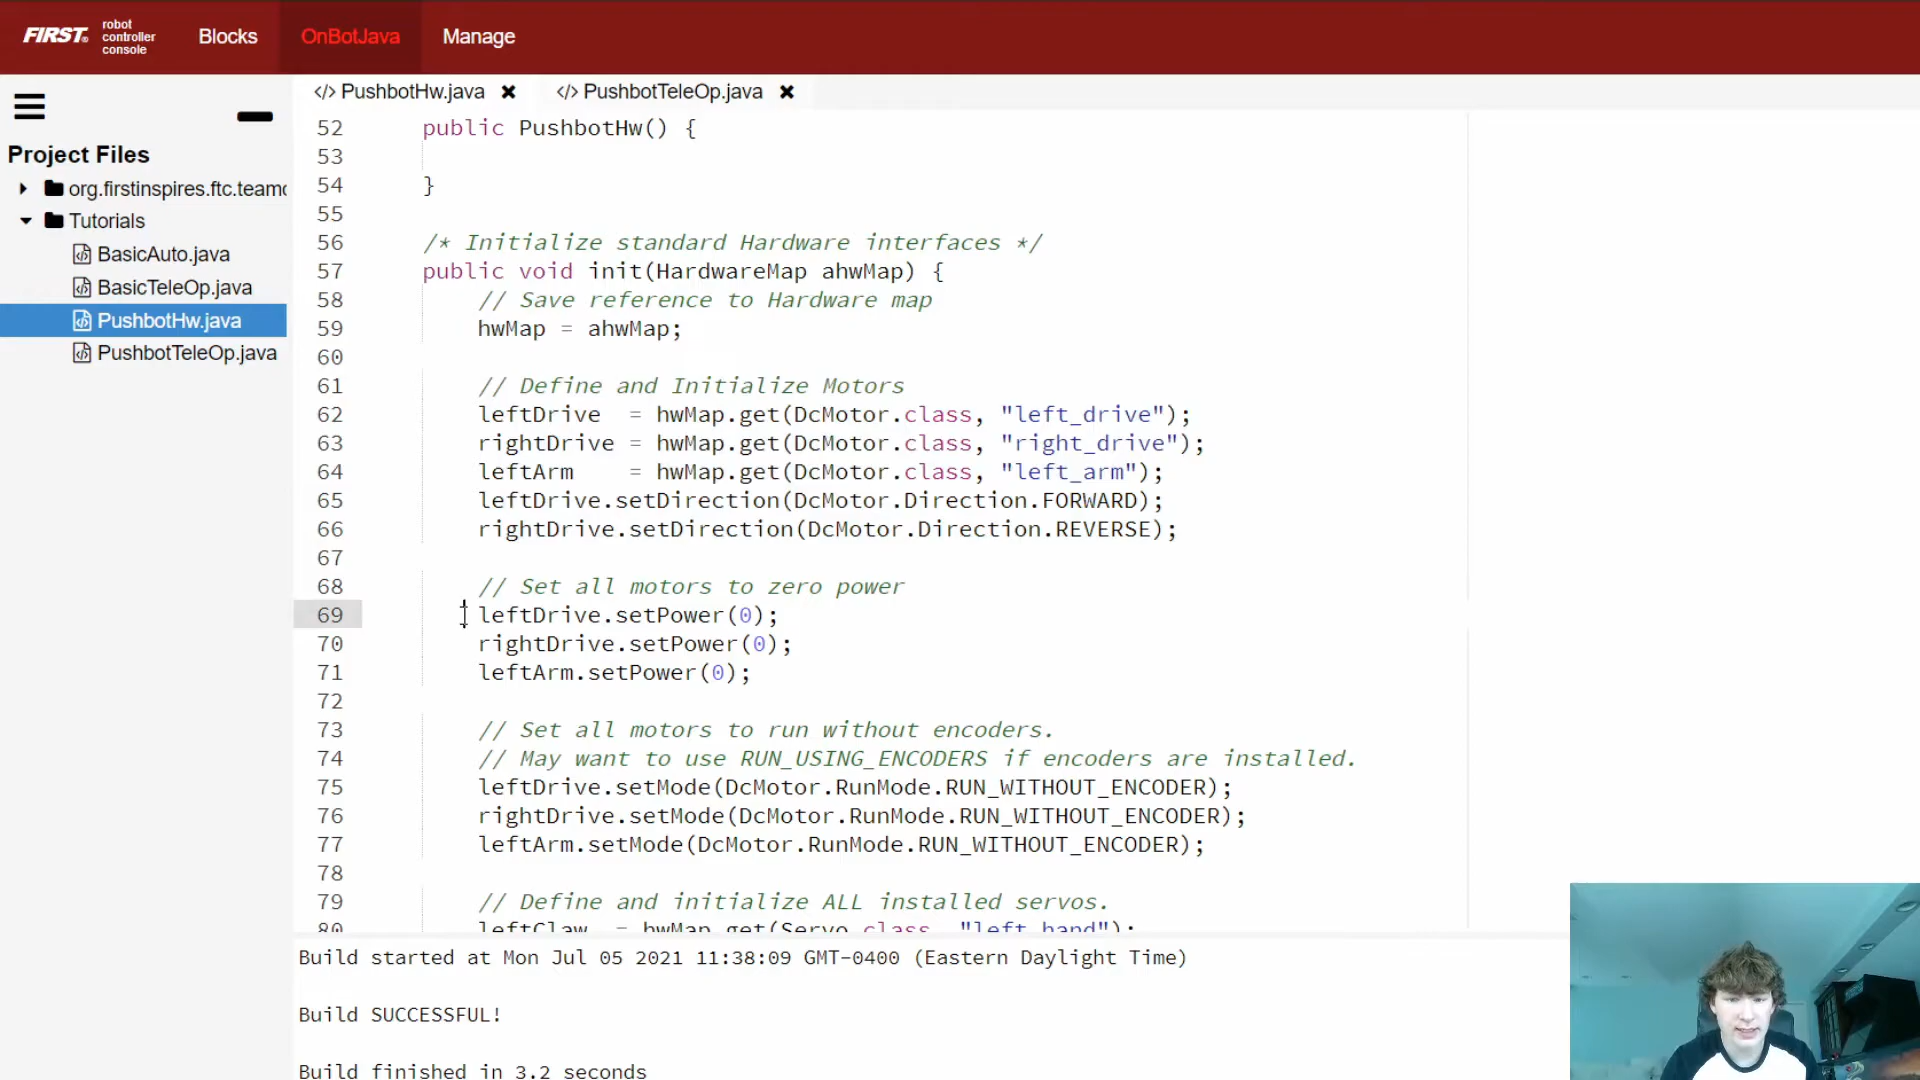 FIRST® robot controller console
Blocks
OnBotJava
Manage
Project Files
org.firstinspires.ftc.teamc
Tutorials
BasicAuto.java
BasicTeleOp.java
PushbotHw.java
PushbotTeleOp.java
</> PushbotHw.java ✖ </> PushbotTeleOp.java ✖
52 public PushbotHw() {
53
54 }
55
56 /* Initialize standard Hardware interfaces */
57 public void init(HardwareMap ahwMap) {
58 // Save reference to Hardware map
59 hwMap = ahwMap;
60
61 // Define and Initialize Motors
62 leftDrive = hwMap.get(DcMotor.class, "left_drive");
63 rightDrive = hwMap.get(DcMotor.class, "right_drive");
64 leftArm = hwMap.get(DcMotor.class, "left_arm");
65 leftDrive.setDirection(DcMotor.Direction.FORWARD);
66 rightDrive.setDirection(DcMotor.Direction.REVERSE);
67
68 // Set all motors to zero power
69 leftDrive.setPower(0);
70 rightDrive.setPower(0);
71 leftArm.setPower(0);
72
73 // Set all motors to run without encoders.
74 // May want to use RUN_USING_ENCODERS if encoders are installed.
75 leftDrive.setMode(DcMotor.RunMode.RUN_WITHOUT_ENCODER);
76 rightDrive.setMode(DcMotor.RunMode.RUN_WITHOUT_ENCODER);
77 leftArm.setMode(DcMotor.RunMode.RUN_WITHOUT_ENCODER);
78
79 // Define and initialize ALL installed servos.
80 leftClaw = hwMap.get(Servo.class, "left_hand");
Build started at Mon Jul 05 2021 11:38:09 GMT-0400 (Eastern Daylight Time)
Build SUCCESSFUL!
Build finished in 3.2 seconds